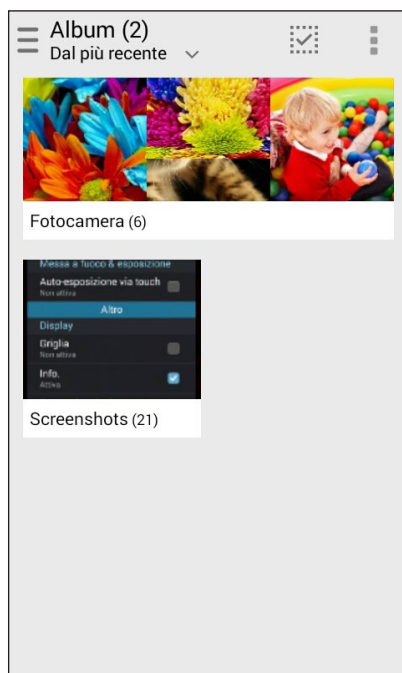 Album (2)
Dal più recente
Fotocamera (6)
Messa a fuoco & esposizione
Auto-esposizione via touch
Non attiva
Altro
Display
Griglia
Non attiva
Info.
Attiva
Screenshots (21)